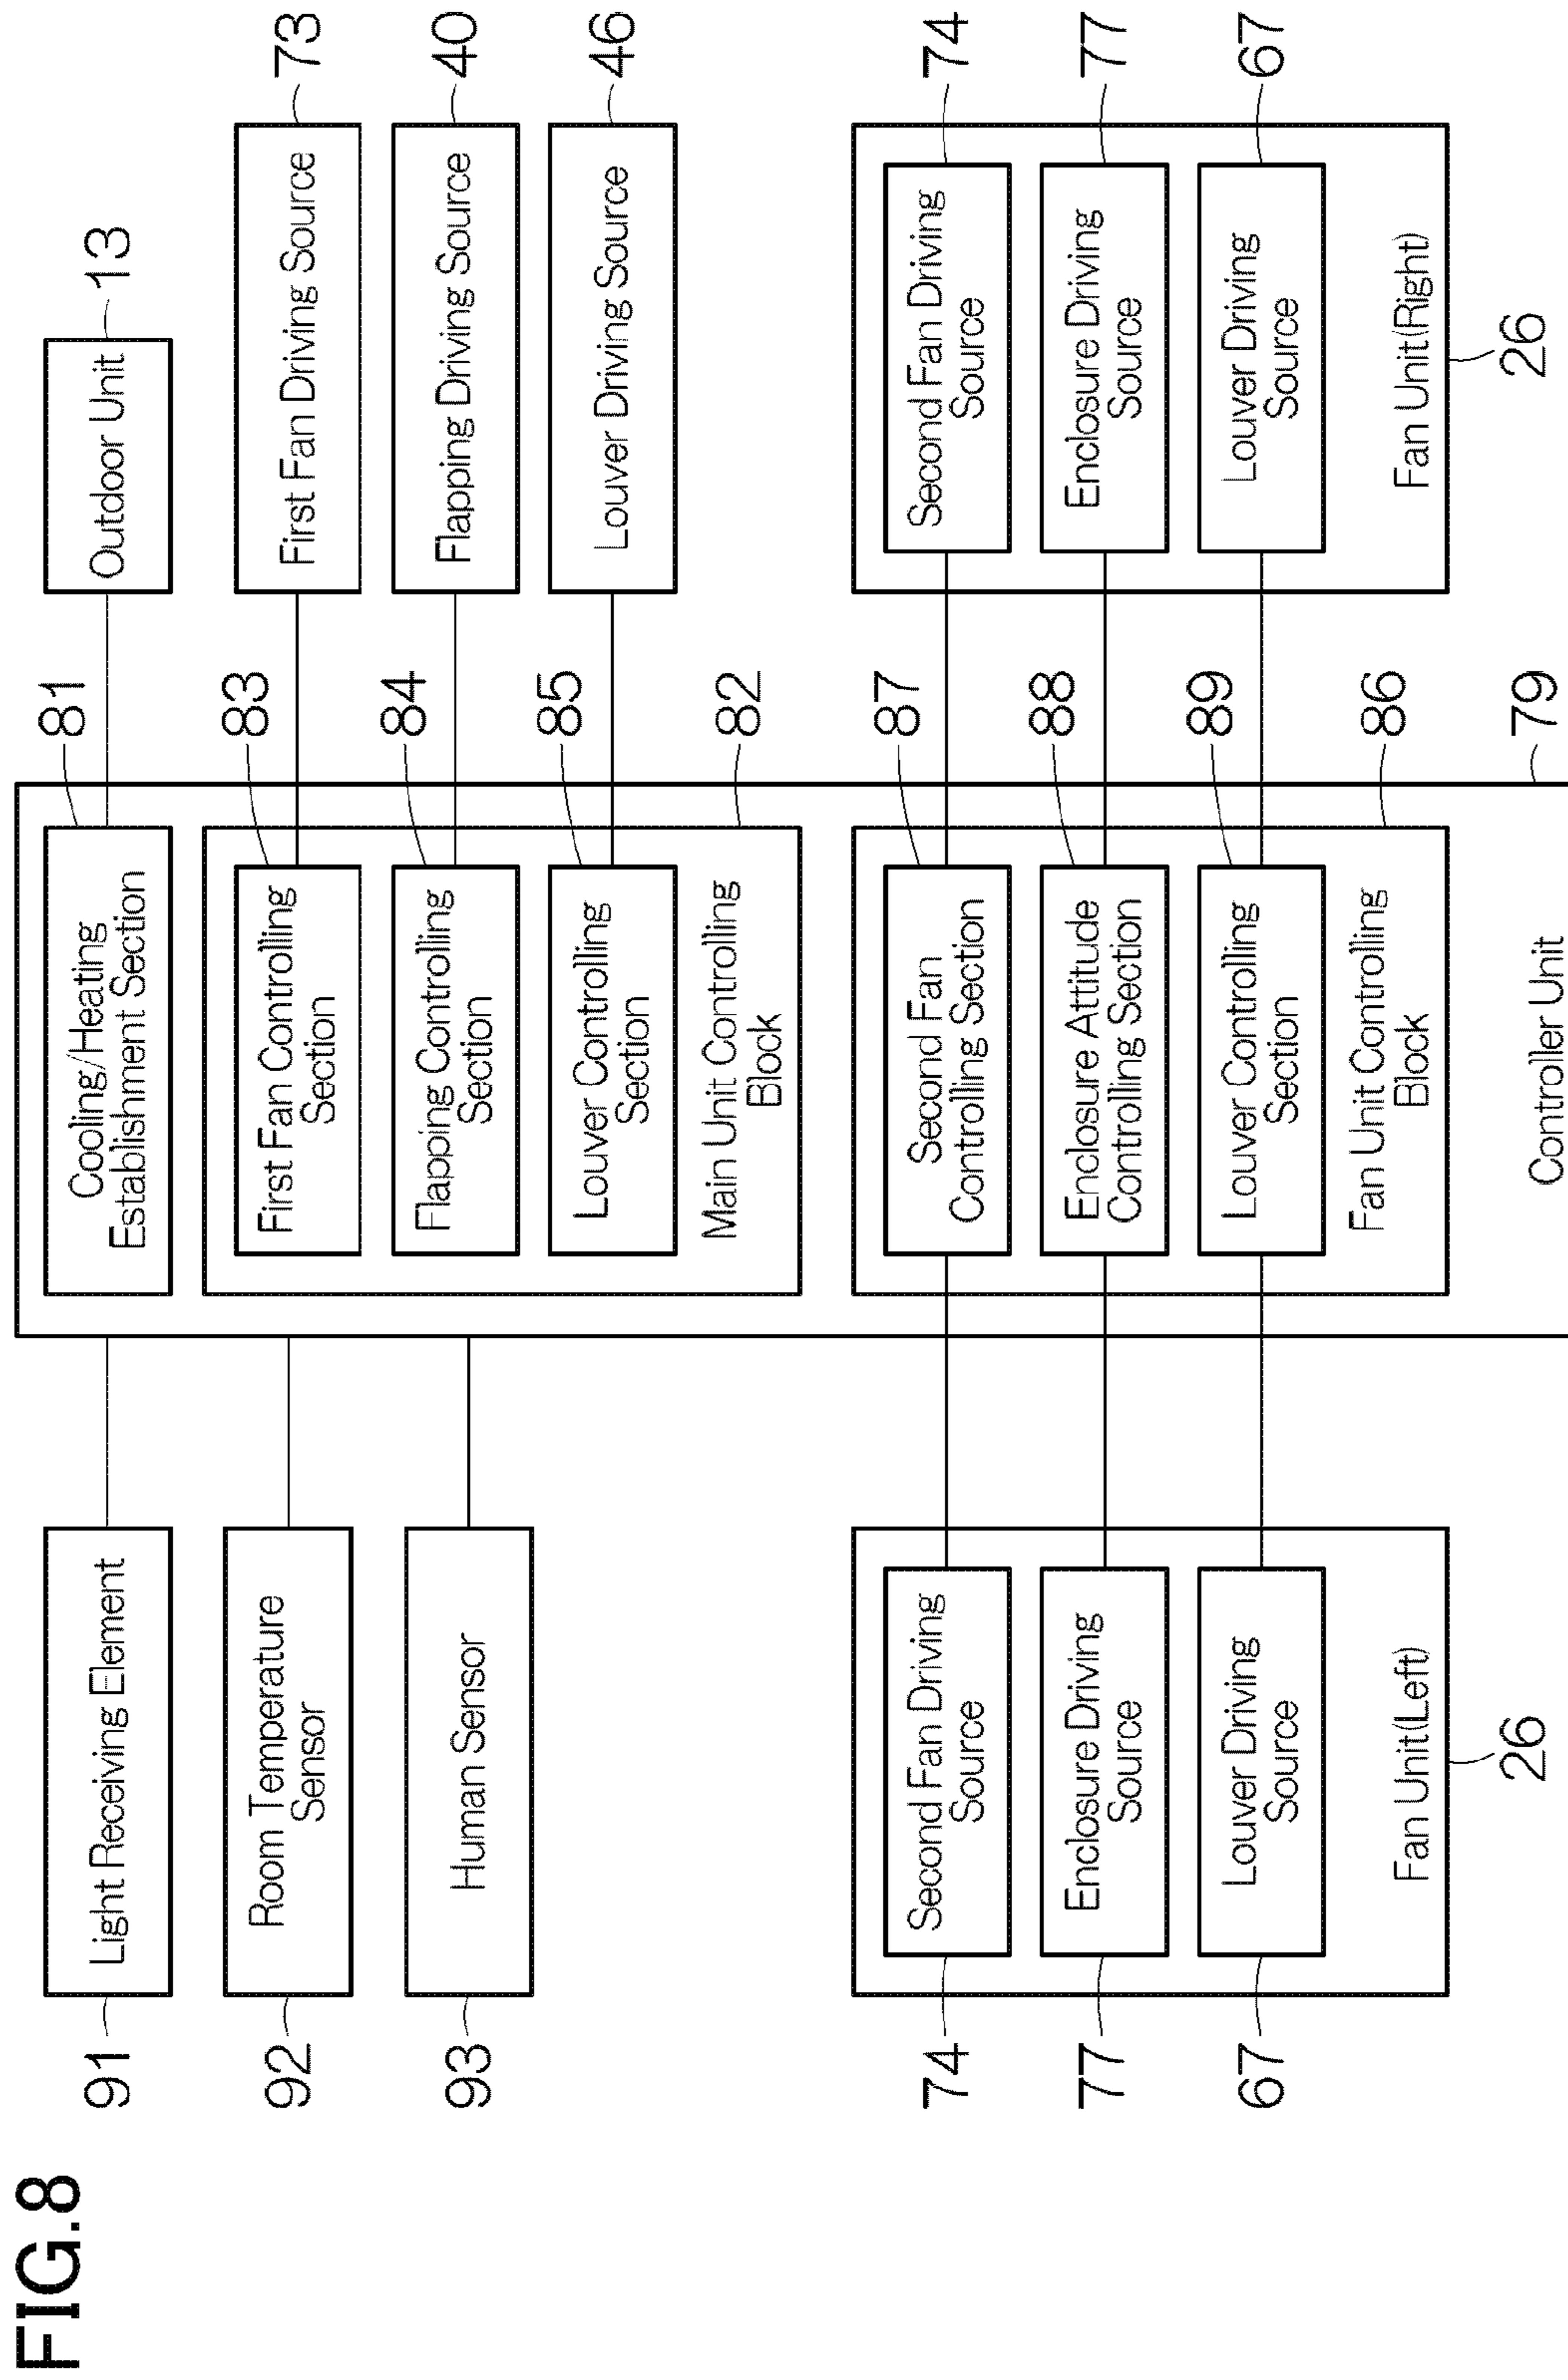 FIG.8
91
Light Receiving Element
92
Room Temperature
Sensor
93
Human Sensor
Cooling/Heating
Establishment Section
81
Outdoor Unit
13
First Fan Controlling
Section
83
First Fan Driving Source
73
Flapping Controlling
Section
84
Flapping Driving Source
40
Louver Controlling
Section
85
Louver Driving Source
46
Main Unit Controlling
Block
82
74
Second Fan Driving
Source
77
Enclosure Driving
Source
67
Louver Driving
Source
Fan Unit(Left)
26
Second Fan
Controlling Section
87
Enclosure Attitude
Controlling Section
88
Louver Controlling
Section
89
Fan Unit Controlling
Block
86
Second Fan Driving
Source
74
Enclosure Driving
Source
77
Louver Driving
Source
67
Fan Unit(Right)
26
Controller Unit
79